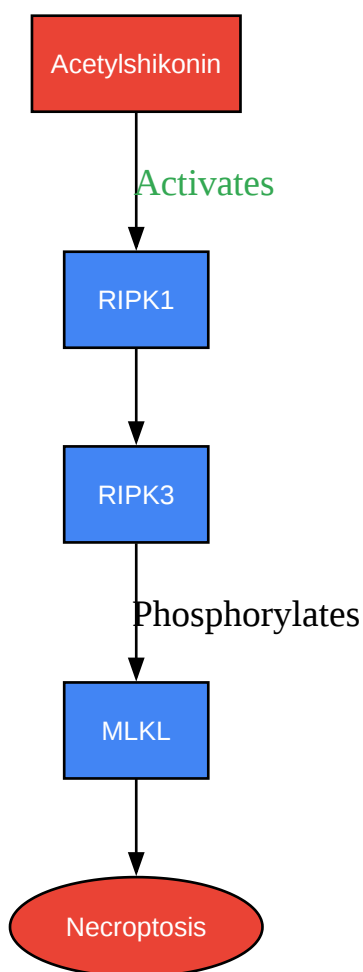 Acetylshikonin
Activates
RIPK1
RIPK3
Phosphorylates
MLKL
Necroptosis